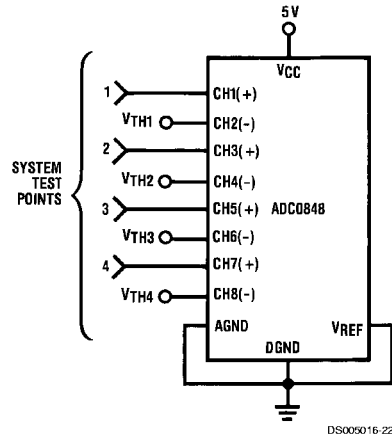 5V
VCC
1
CH1(+)
VTH1
CH2(-)
2
CH3(+)
SYSTEM
TEST
POINTS
VTH2
CH4(-)
3
CH5(+)
ADC0848
VTH3
CH6(-)
4
CH7(+)
VTH4
CH8(-)
AGND
VREF
DGND
DS005016-22